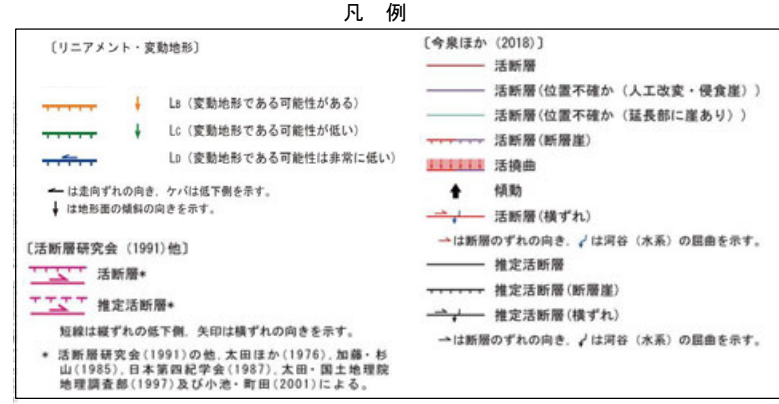 凡 例
〔リニアメント・変動地形〕
LB（変動地形である可能性がある）
LC（変動地形である可能性が低い）
LD（変動地形である可能性は非常に低い）
は走向ずれの向き，ケバは低下側を示す。
は地形面の傾斜の向きを示す。
〔活断層研究会（1991）他〕
活断層*
推定活断層*
短線は縦ずれの低下側，矢印は横ずれの向きを示す。
* 活断層研究会(1991)の他，太田ほか(1976)，加藤・杉
山(1985)，日本第四紀学会(1987)，太田・国土地理院
地理調査部(1997)及び小池・町田(2001)による。
〔今泉ほか（2018）〕
活断層
活断層(位置不確か（人工改変・侵食崖）)
活断層(位置不確か（延長部に崖あり）)
活断層(断層崖)
活撓曲
傾動
活断層(横ずれ)
→は断層のずれの向き，は河谷（水系）の屈曲を示す。
推定活断層
推定活断層(断層崖)
推定活断層(横ずれ)
→は断層のずれの向き，は河谷（水系）の屈曲を示す。